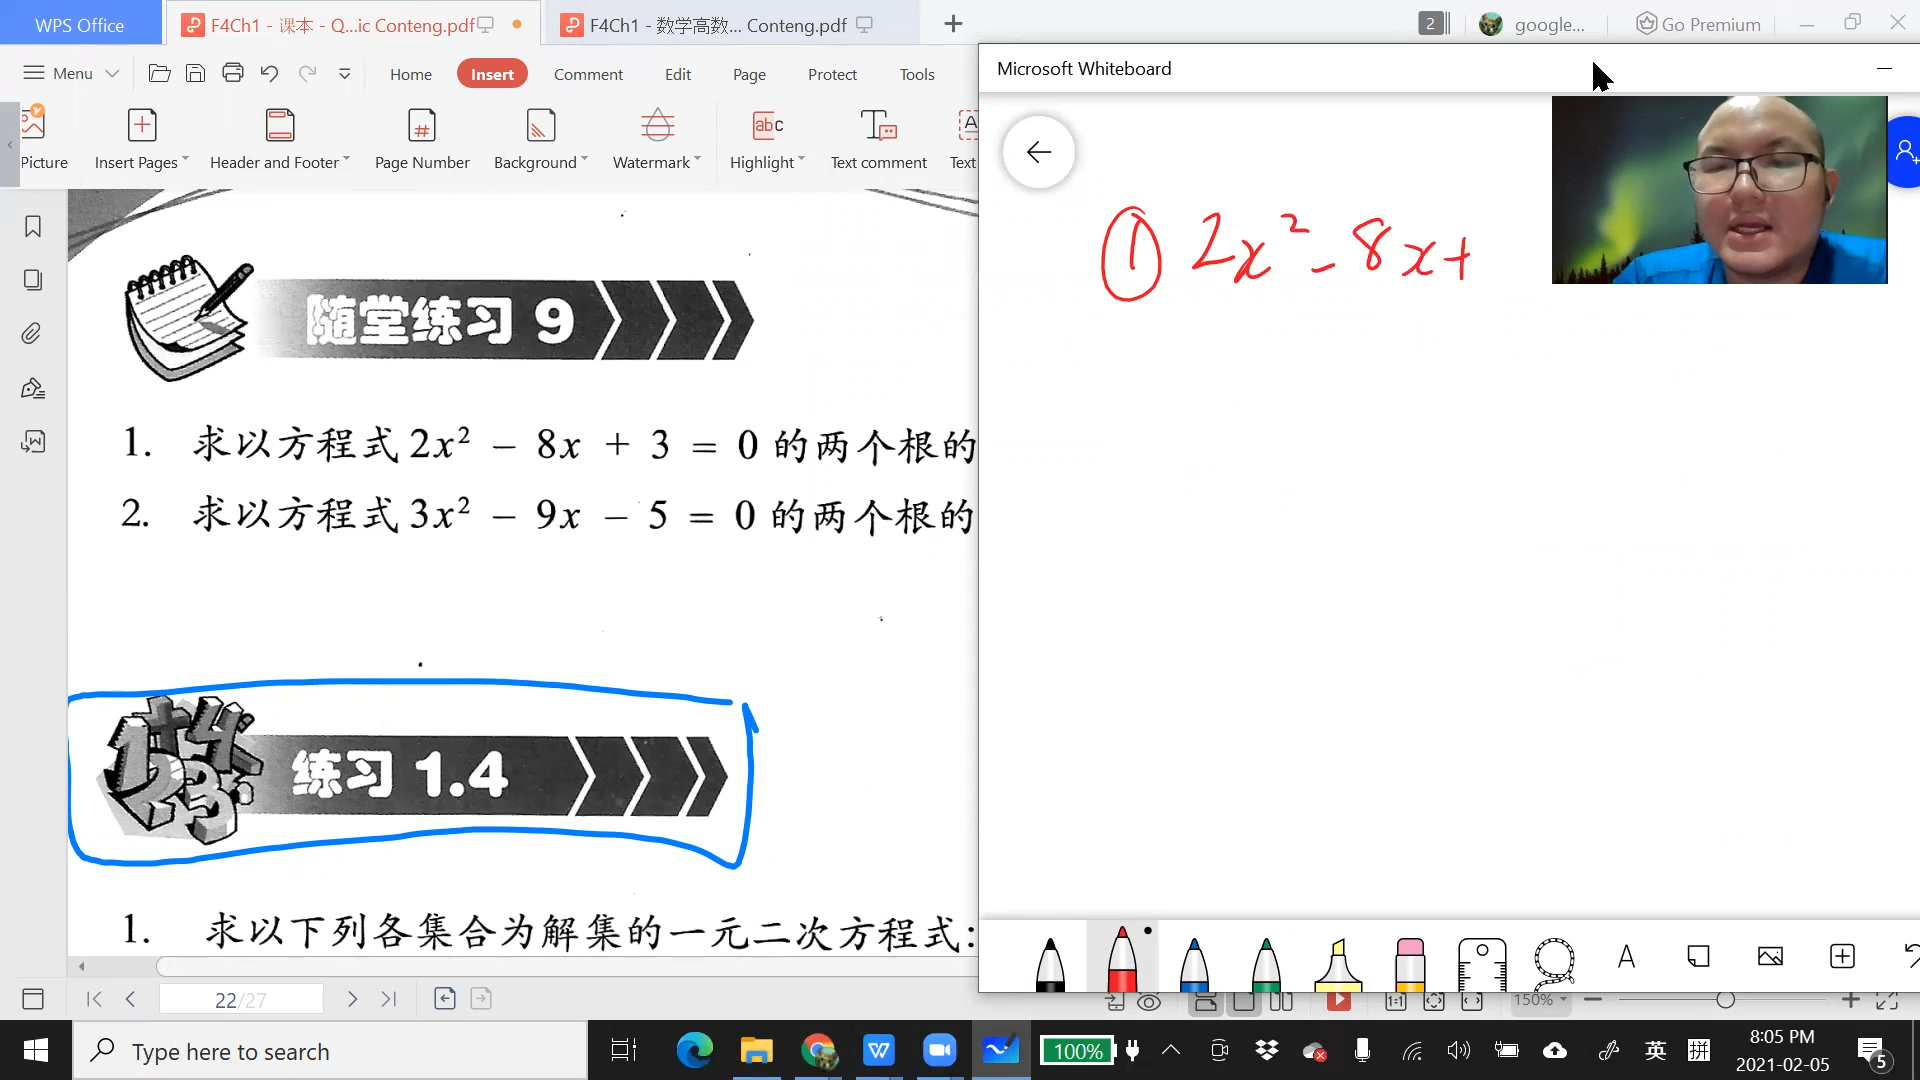 WPS Office
F4Ch1 - 课本 - Q...ic Conteng.pdf
F4Ch1 - 数学高数... Conteng.pdf
2
google...
Go Premium
Menu
Home
Insert
Comment
Edit
Page
Protect
Tools
Picture
Insert Pages
Header and Footer
Page Number
Background
Watermark
Highlight
Text comment
Text
Microsoft Whiteboard
① 2x² - 8x +
随堂练习 9
1. 求以方程式 2x² − 8x + 3 = 0 的两个根的
2. 求以方程式 3x² − 9x − 5 = 0 的两个根的
练习 1.4
1. 求以下列各集合为解集的一元二次方程式：
22/27
150%
Type here to search
100%
英
拼
8:05 PM
2021-02-05
5